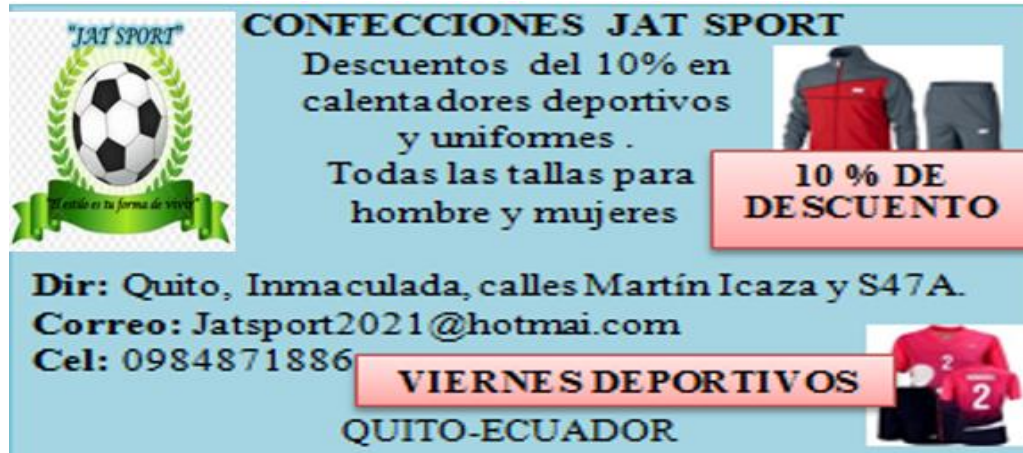 "JAT SPORT"
"El estilo es tu forma de vivir"
CONFECCIONES JAT SPORT
Descuentos del 10% en
calentadores deportivos
y uniformes .
Todas las tallas para
hombre y mujeres
10 % DE
DESCUENTO
Dir: Quito, Inmaculada, calles Martín Icaza y S47A.
Correo: Jatsport2021@hotmai.com
Cel: 0984871886
VIERNES DEPORTIVOS
2
2
QUITO-ECUADOR